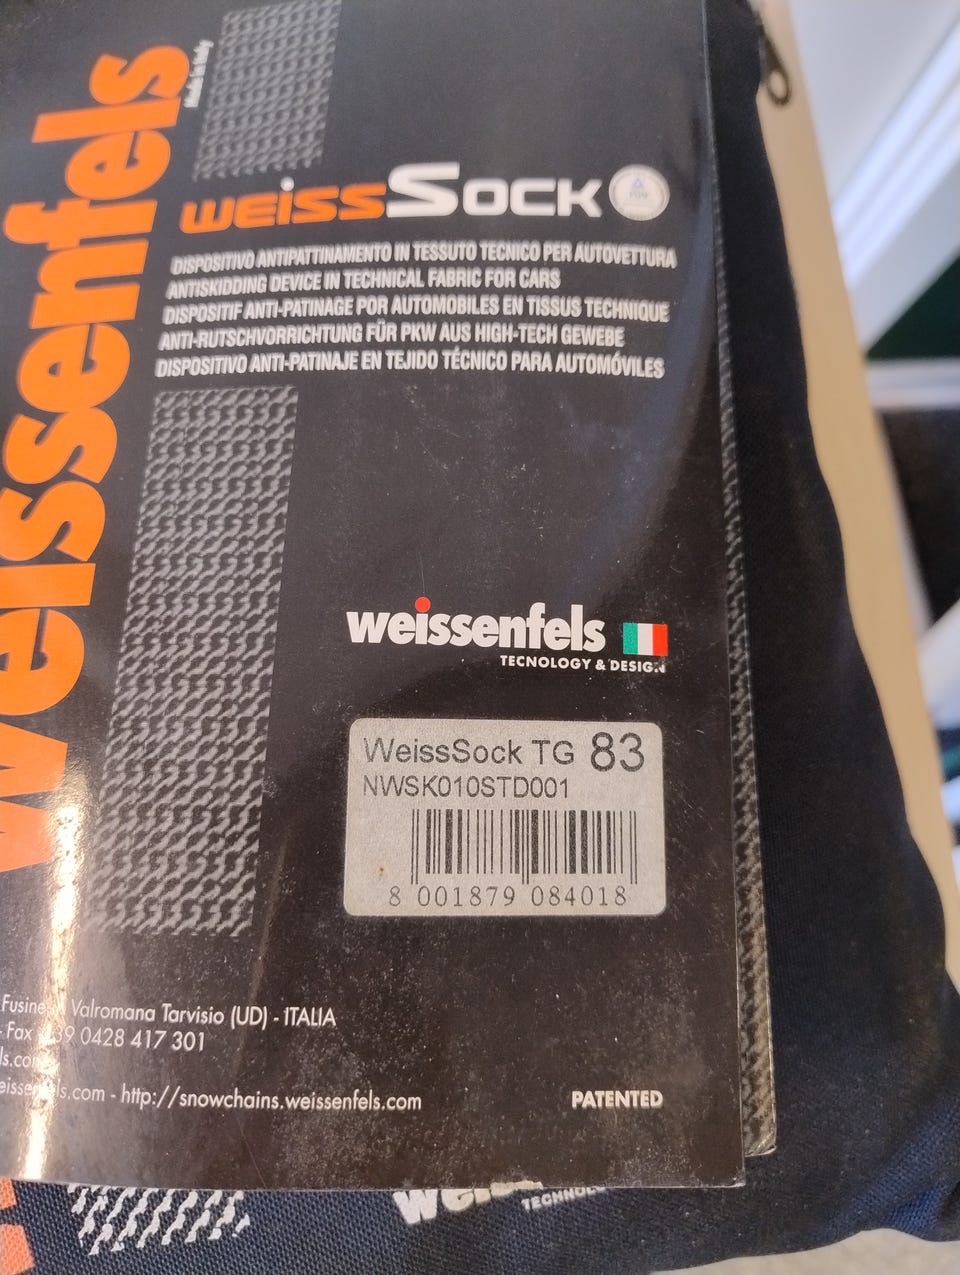 weissenfels
Made in Italy
weissSock
DISPOSITIVO ANTIPATTINAMENTO IN TESSUTO TECNICO PER AUTOVETTURA
ANTISKIDDING DEVICE IN TECHNICAL FABRIC FOR CARS
DISPOSITIF ANTI-PATINAGE POR AUTOMOBILES EN TISSUS TECHNIQUE
ANTI-RUTSCHVORRICHTUNG FÜR PKW AUS HIGH-TECH GEWEBE
DISPOSITIVO ANTI-PATINAJE EN TEJIDO TÉCNICO PARA AUTOMÓVILES
weissenfels
TECNOLOGY & DESIGN
WeissSock TG 83
NWSK010STD001
8 001879 084018
Valromana Tarvisio (UD) - ITALIA
Fax 0428 417 301
http://snowchains.weissenfels.com
PATENTED